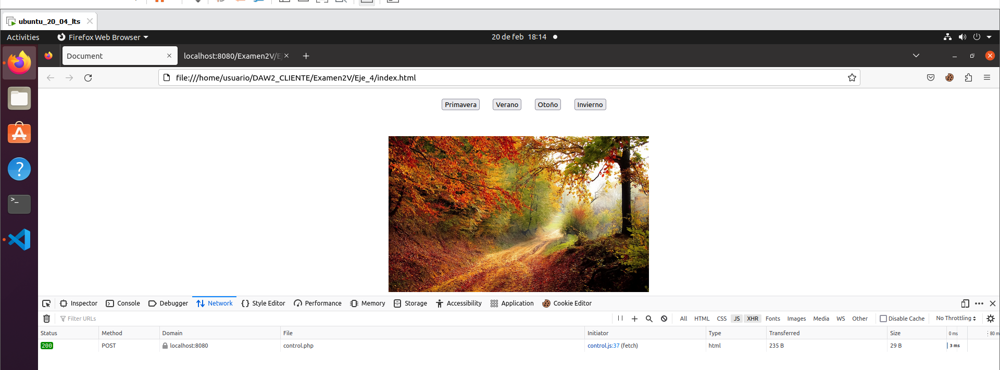 ubuntu_20_04_lts
Activities Firefox Web Browser 20 de feb 18:14
Document localhost:8080/Examen2V/E
file:///home/usuario/DAW2_CLIENTE/Examen2V/Eje_4/index.html
Primavera Verano Otoño Invierno
Inspector Console Debugger Network Style Editor Performance Memory Storage Accessibility Application Cookie Editor
Filter URLs All HTML CSS JS XHR Fonts Images Media WS Other Disable Cache No Throttling
Status Method Domain File Initiator Type Transferred Size 0 ms 80 m
200 POST localhost:8080 control.php control.js:37 (fetch) html 235 B 29 B 3 ms